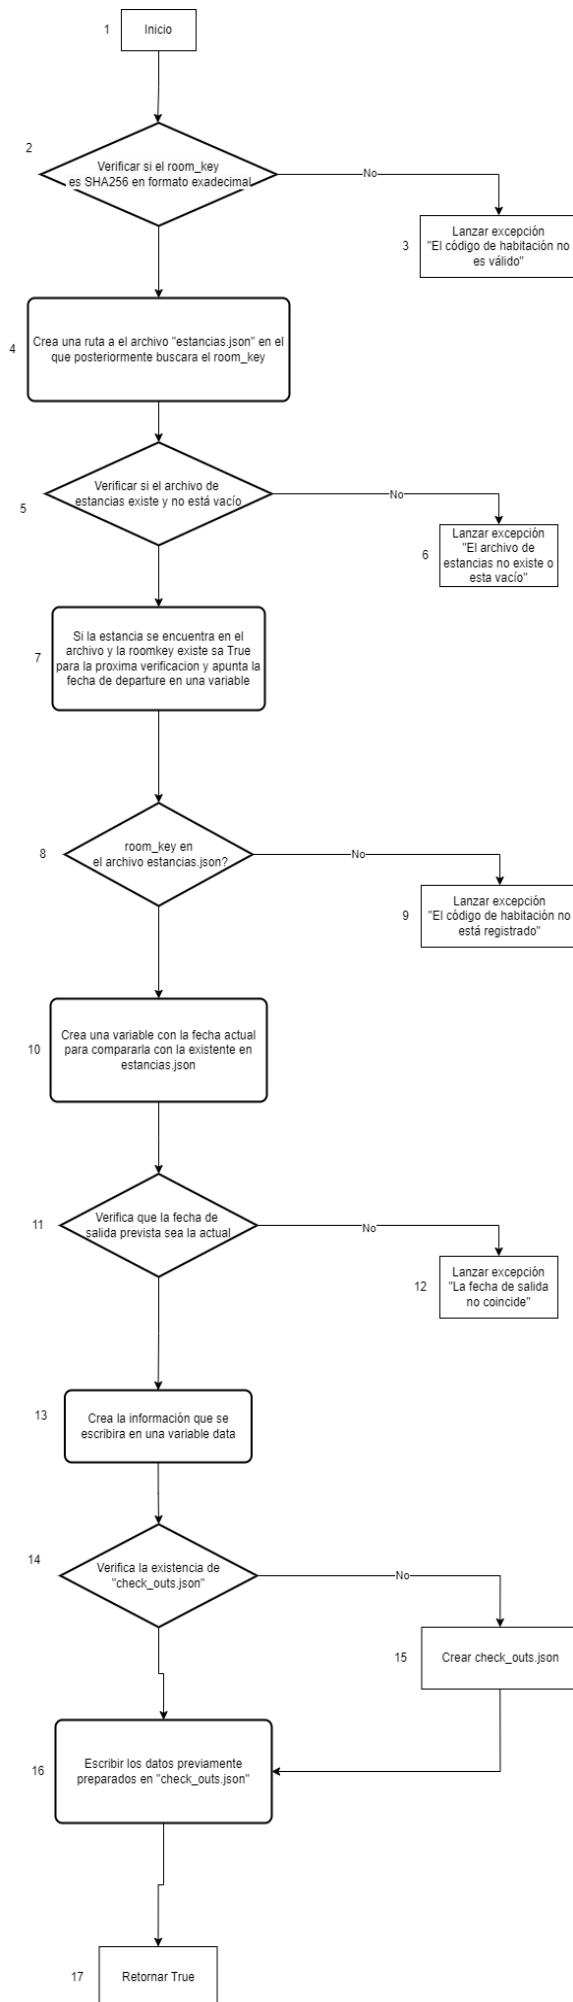 1
Inicio
2
Verificar si el room_key
es SHA256 en formato exadecimal
No
3
Lanzar excepción
"El código de habitación no
es válido"
4
Crea una ruta a el archivo "estancias.json" en el
que posteriormente buscara el room_key
5
Verificar si el archivo de
estancias existe y no está vacío
No
6
Lanzar excepción
"El archivo de
estancias no existe o
esta vacío"
7
Si la estancia se encuentra en el
archivo y la roomkey existe sa True
para la proxima verificacion y apunta la
fecha de departure en una variable
8
room_key en
el archivo estancias.json?
No
9
Lanzar excepción
"El código de habitación no
está registrado"
10
Crea una variable con la fecha actual
para compararla con la existente en
estancias.json
11
Verifica que la fecha de
salida prevista sea la actual
No
12
Lanzar excepción
"La fecha de salida
no coincide"
13
Crea la información que se
escribira en una variable data
14
Verifica la existencia de
"check_outs.json"
No
15
Crear check_outs.json
16
Escribir los datos previamente
preparados en "check_outs.json"
17
Retornar True